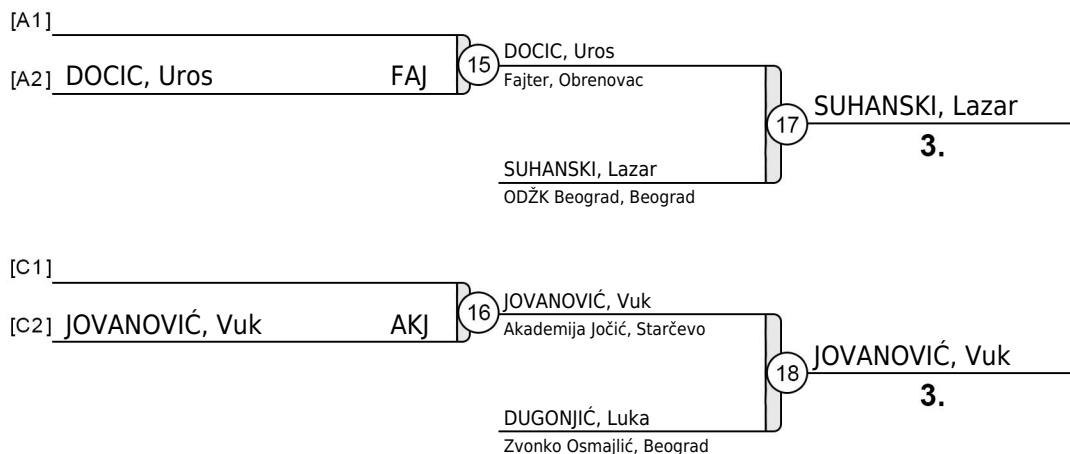 [A1]
[A2] DOCIC, Uros FAJ
15
DOCIC, Uros
Fajter, Obrenovac
SUHANSKI, Lazar
ODŽK Beograd, Beograd
17
SUHANSKI, Lazar
3.
[C1]
[C2] JOVANOVIĆ, Vuk AKJ
16
JOVANOVIĆ, Vuk
Akademija Jočić, Starčevo
DUGONJIĆ, Luka
Zvonko Osmajlić, Beograd
18
JOVANOVIĆ, Vuk
3.